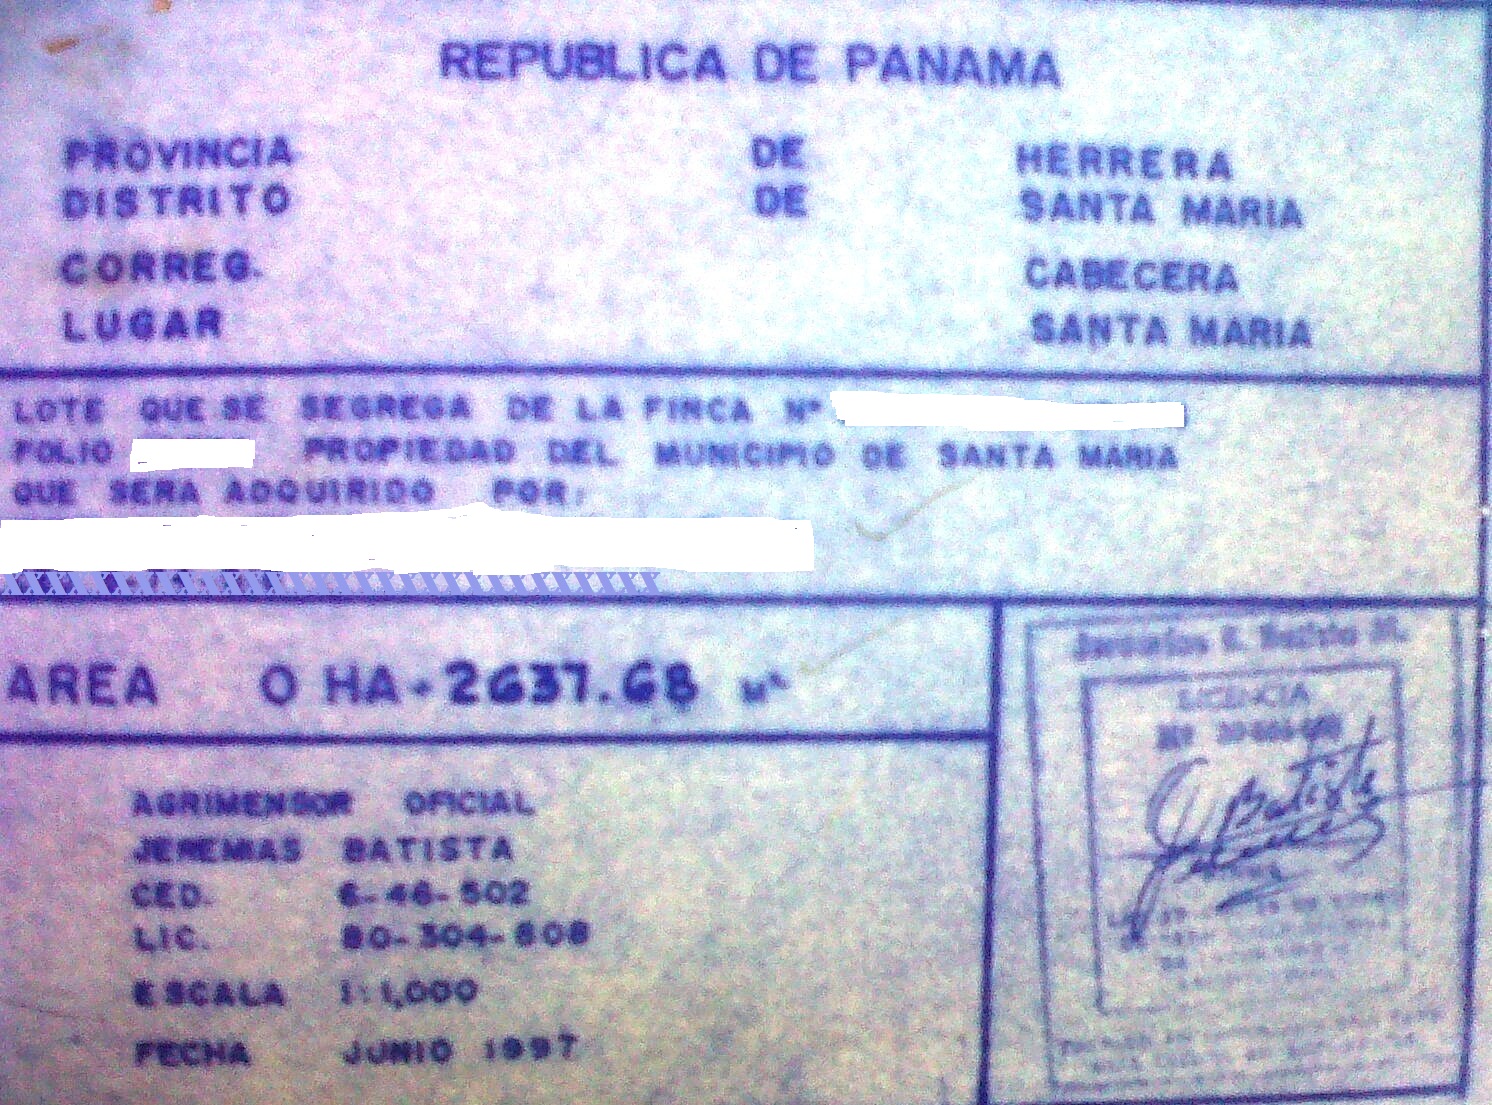 REPUBLICA DE PANAMA
PROVINCIA DE HERRERA
DISTRITO DE SANTA MARIA
CORREG. CABECERA
LUGAR SANTA MARIA
LOTE QUE SE SEGREGA DE LA FINCA Nº
FOLIO PROPIEDAD DEL MUNICIPIO DE SANTA MARIA
QUE SERA ADQUIRIDO POR:
AREA 0 HA + 2637.68 M²
AGRIMENSOR OFICIAL
JEREMIAS BATISTA
CED. 6-46-502
LIC. 80-304-808
ESCALA 1:1,000
FECHA JUNIO 1997
LICENCIA
Nº
Batista